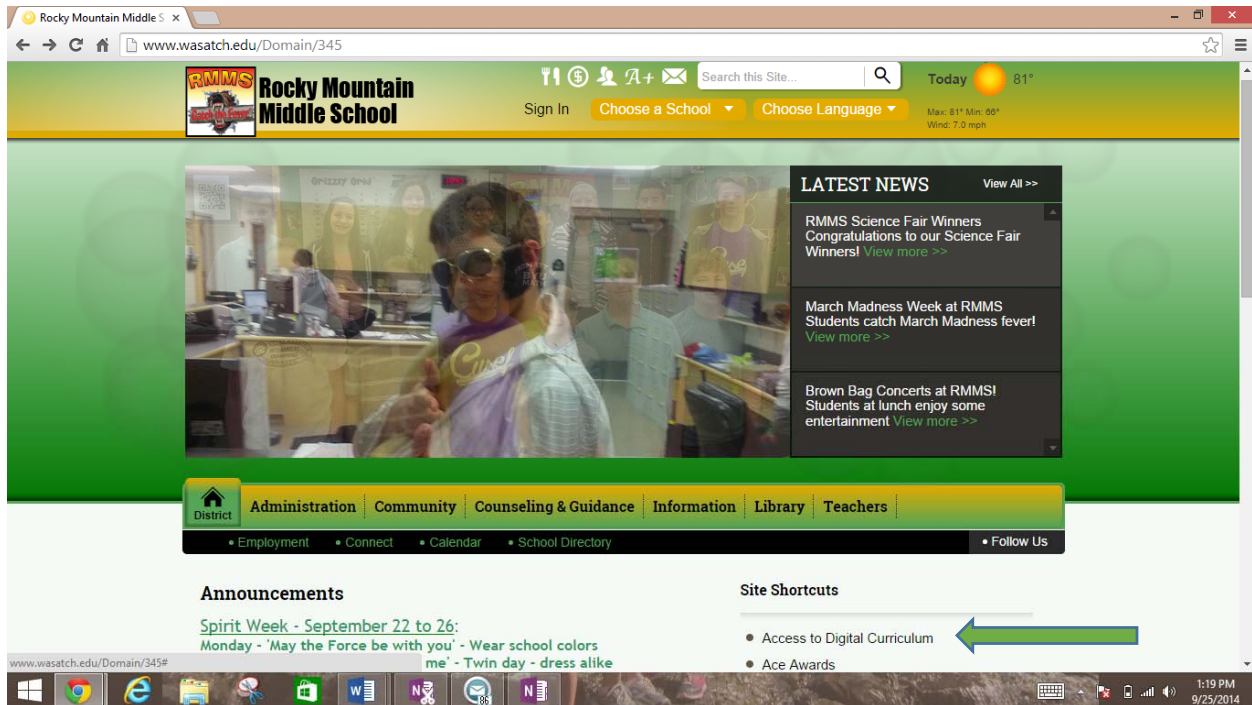 Rocky Mountain Middle S
www.wasatch.edu/Domain/345
RMMS
Rocky Mountain
Middle School
A+
Search this Site...
Today
81°
Sign In
Choose a School
Choose Language
Max: 81° Min: 66°
Wind: 7.0 mph
LATEST NEWS
View All >>
RMMS Science Fair Winners
Congratulations to our Science Fair
Winners! View more >>
March Madness Week at RMMS
Students catch March Madness fever!
View more >>
Brown Bag Concerts at RMMS!
Students at lunch enjoy some
entertainment View more >>
District
Administration
Community
Counseling & Guidance
Information
Library
Teachers
• Employment
• Connect
• Calendar
• School Directory
• Follow Us
Announcements
Spirit Week - September 22 to 26:
Monday - 'May the Force be with you' - Wear school colors
me' - Twin day - dress alike
Site Shortcuts
• Access to Digital Curriculum
• Ace Awards
www.wasatch.edu/Domain/345#
1:19 PM
9/25/2014